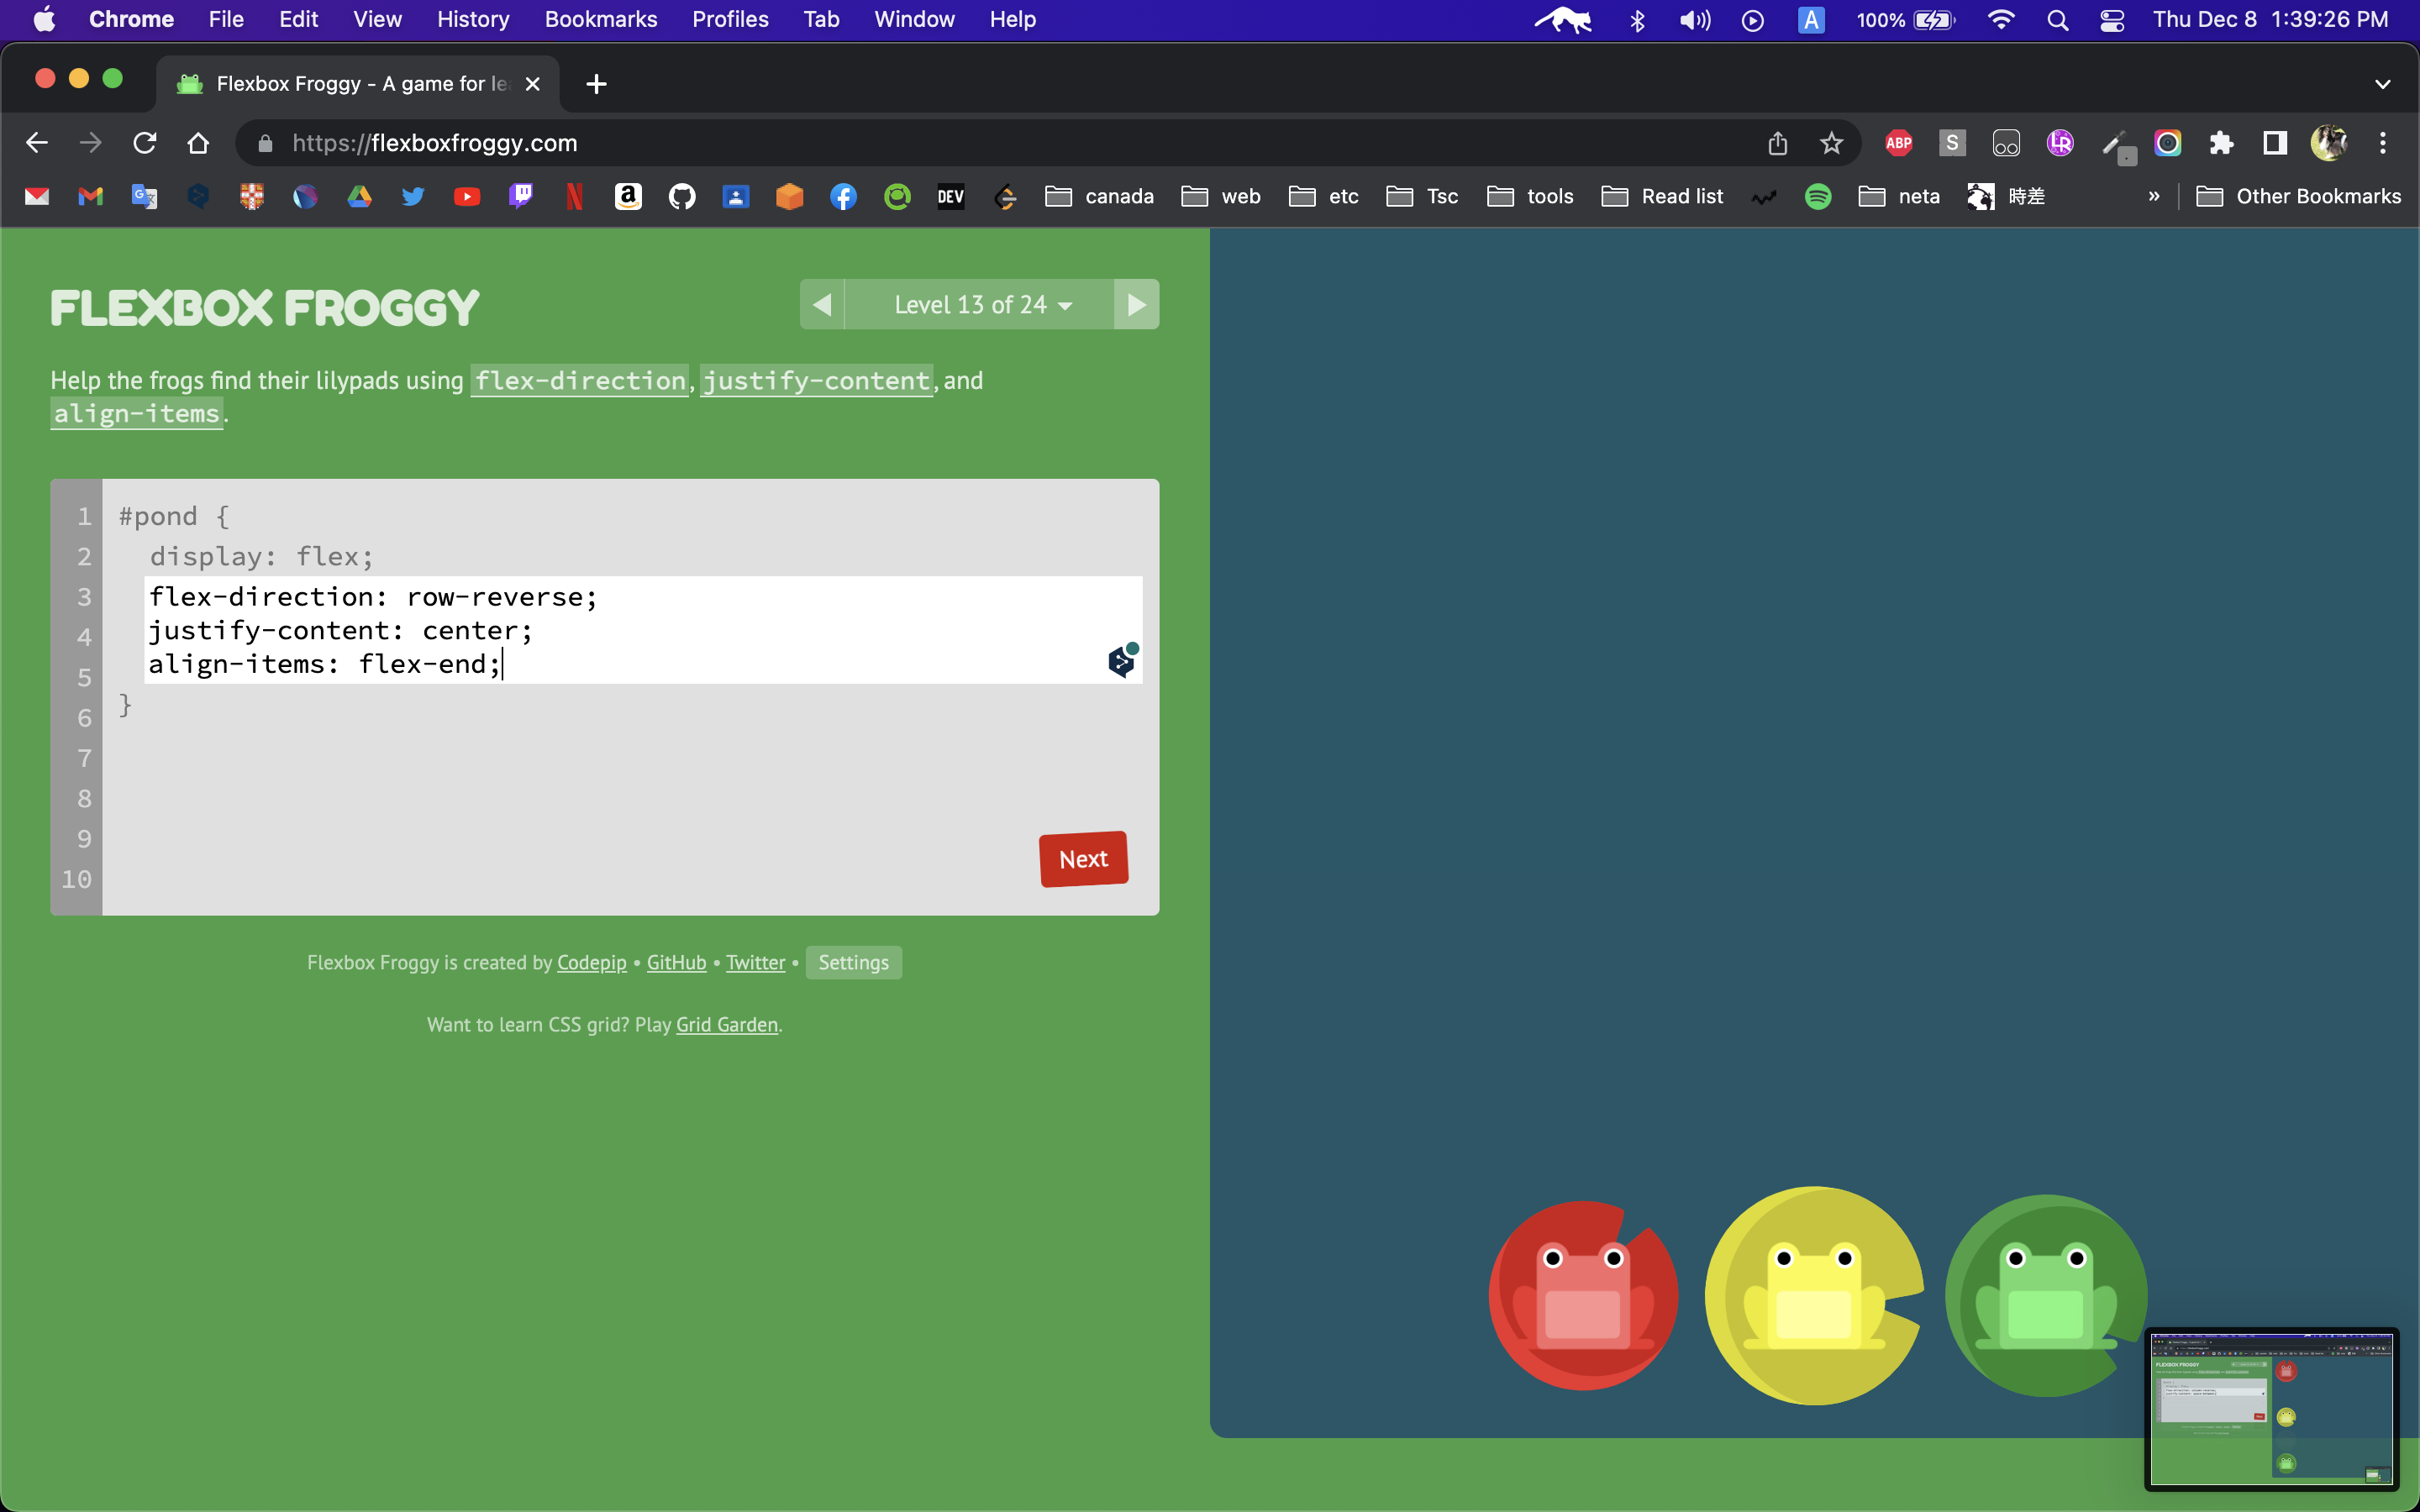 Chrome File Edit View History Bookmarks Profiles Tab Window Help A 100% Thu Dec 8 1:39:26 PM
Flexbox Froggy - A game for le
https://flexboxfroggy.com ABP S LR
DEV canada web etc Tsc tools Read list neta 時差 » Other Bookmarks
FLEXBOX FROGGY
Level 13 of 24
Help the frogs find their lilypads using flex-direction, justify-content, and
align-items.
1 #pond {
2 display: flex;
3 flex-direction: row-reverse;
4 justify-content: center;
5 align-items: flex-end;
6 }
7
8
9
10
Next
Flexbox Froggy is created by Codepip • GitHub • Twitter • Settings
Want to learn CSS grid? Play Grid Garden.